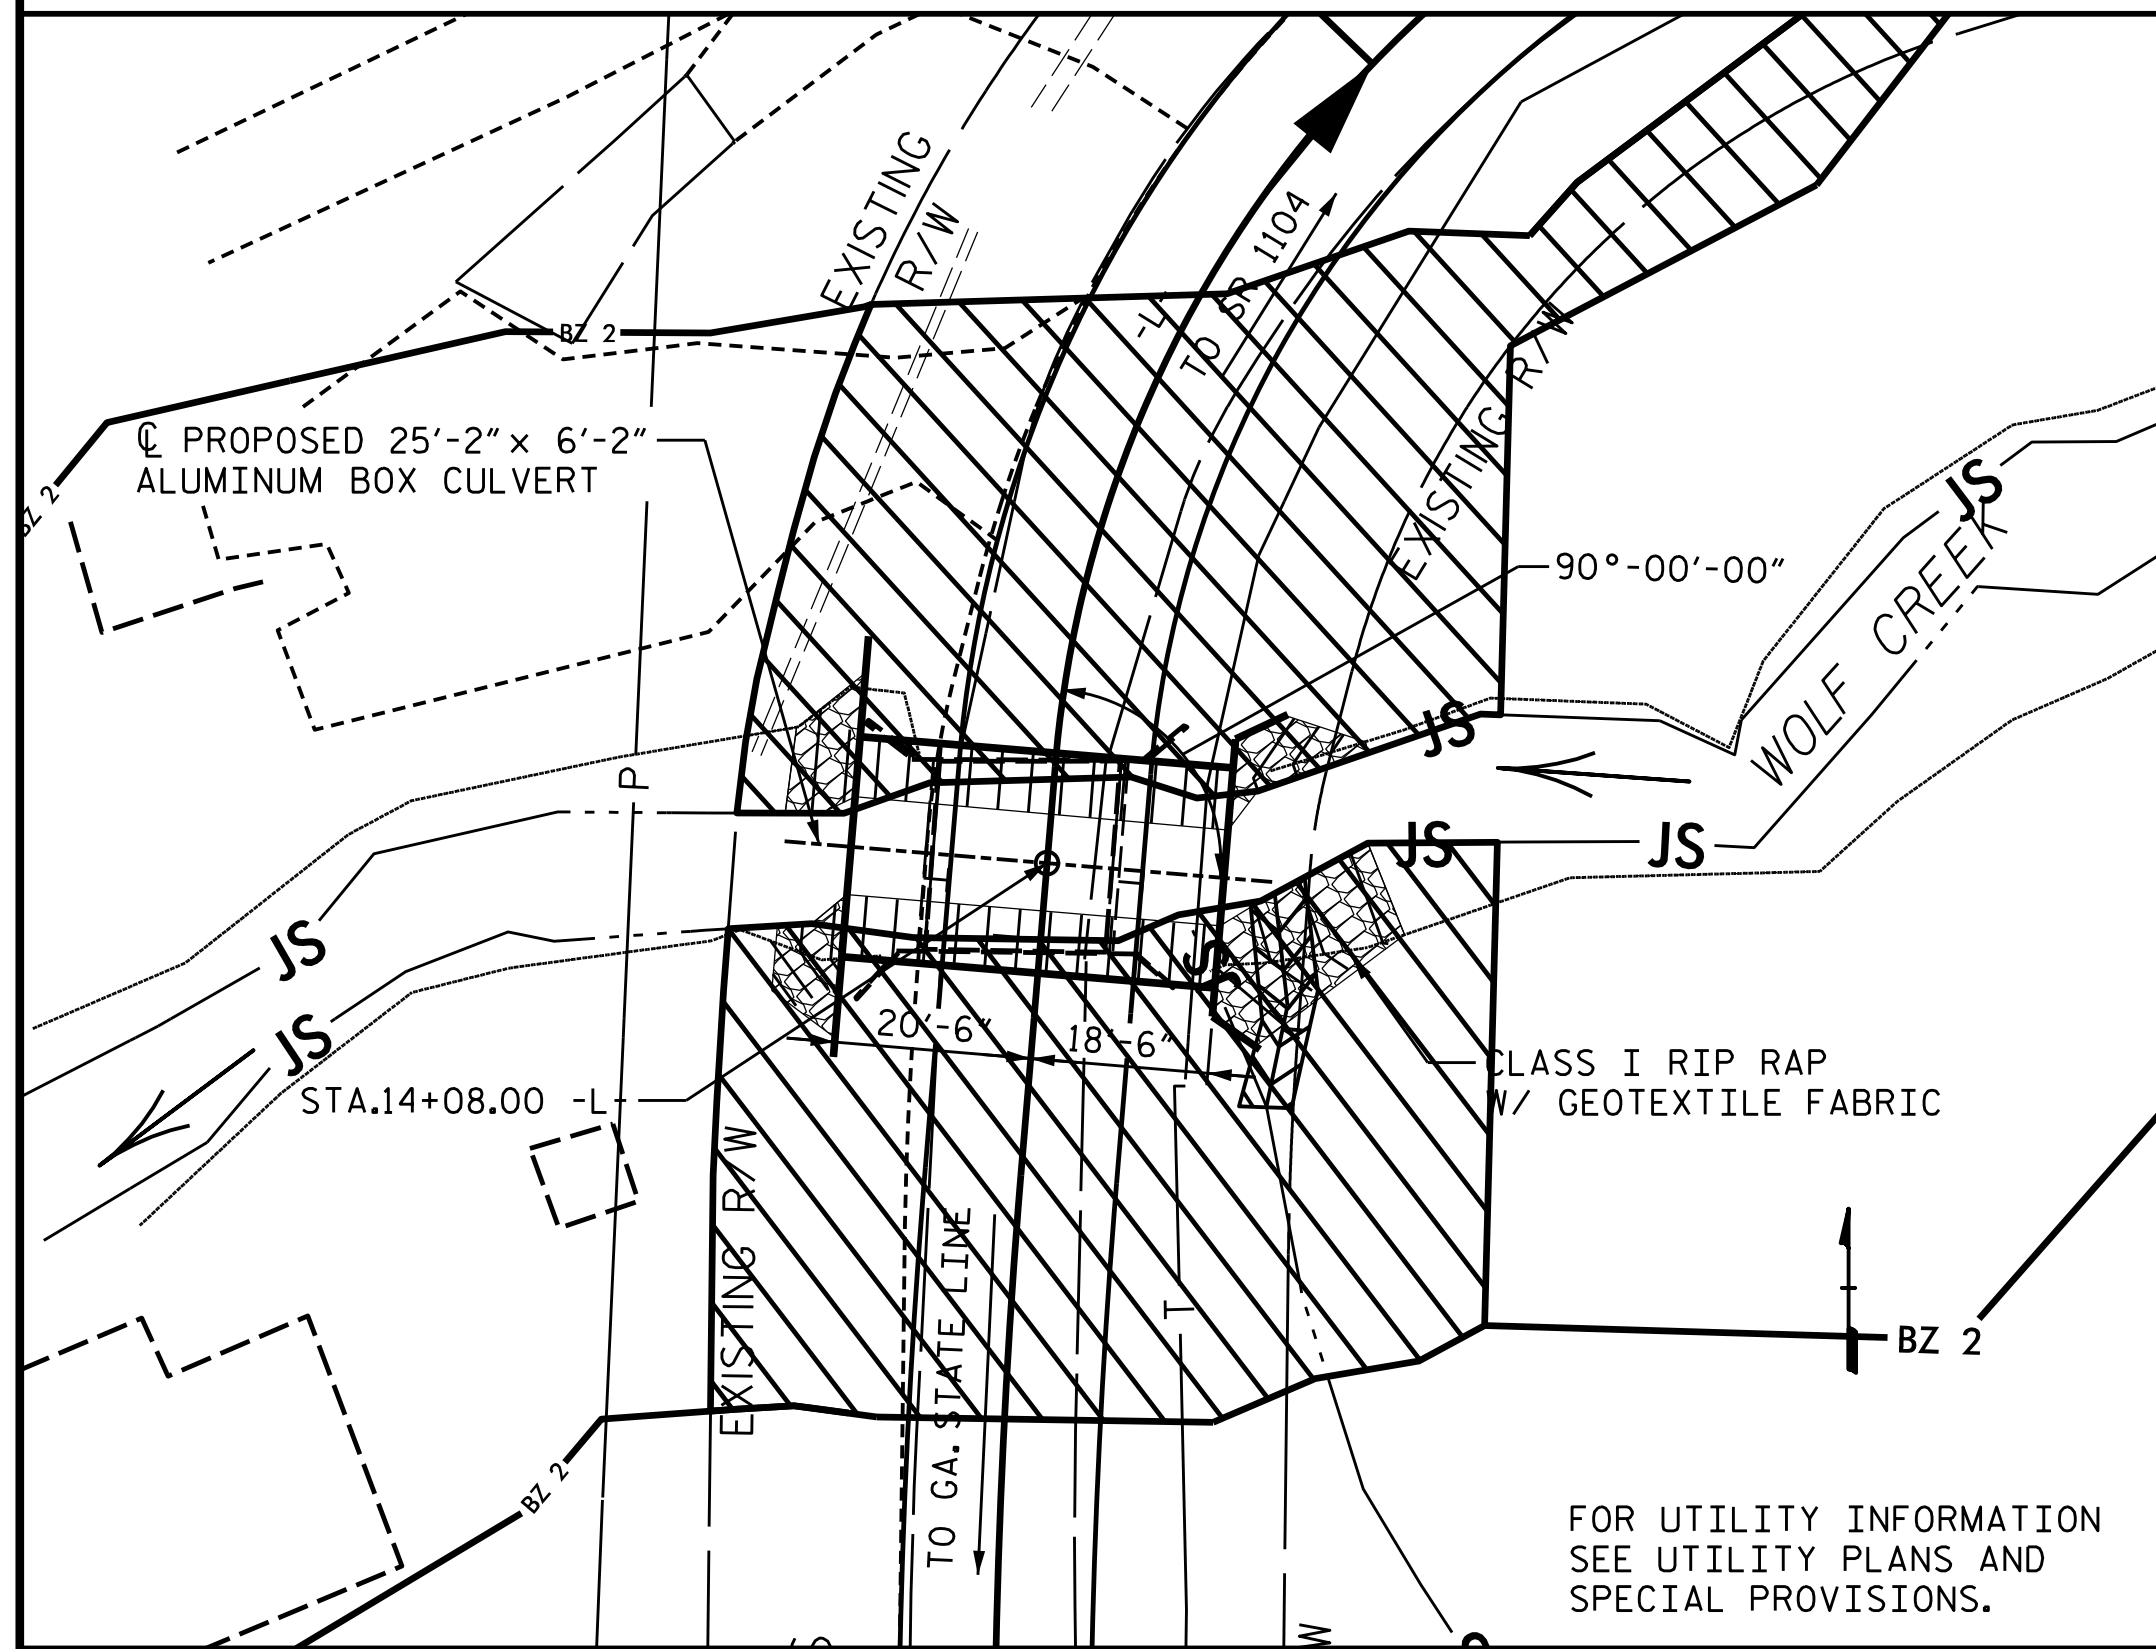 EXISTING
R/W
-L-
TO SR 1104
EXISTING R/W
BZ 2
℄ PROPOSED 25'-2" x 6'-2"
ALUMINUM BOX CULVERT
BZ 2
JS
WOLF CREEK
90°-00'-00"
JS
P
JS
JS
JS
JS
JS
20'-6"
18'-6"
CLASS I RIP RAP
W/ GEOTEXTILE FABRIC
STA.14+08.00 -L-
EXISTING R/W
TO GA. STATE LINE
T
BZ 2
BZ 2
FOR UTILITY INFORMATION
SEE UTILITY PLANS AND
SPECIAL PROVISIONS.
W